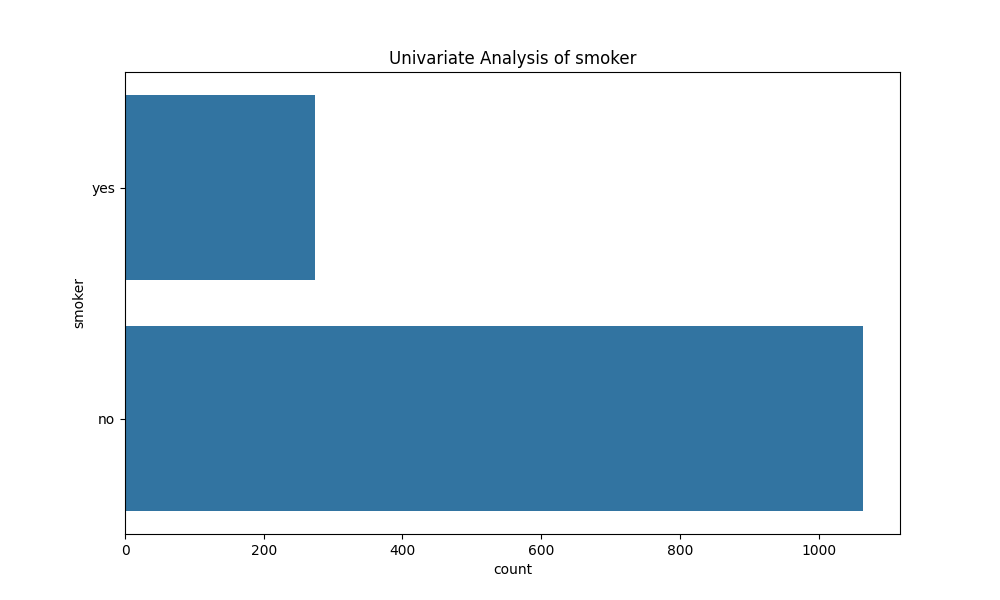 Univariate Analysis of smoker
yes
no
smoker
0 200 400 600 800 1000
count